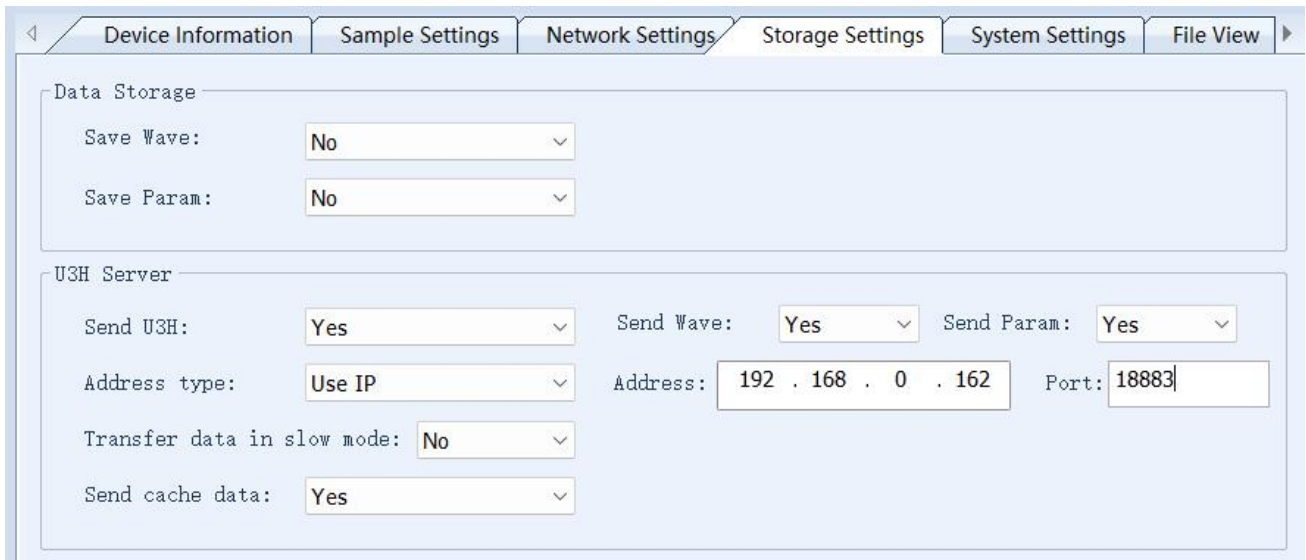 Device Information Sample Settings Network Settings Storage Settings System Settings File View
Data Storage
Save Wave: No
Save Param: No
U3H Server
Send U3H: Yes Send Wave: Yes Send Param: Yes
Address type: Use IP Address: 192 . 168 . 0 . 162 Port: 18883
Transfer data in slow mode: No
Send cache data: Yes